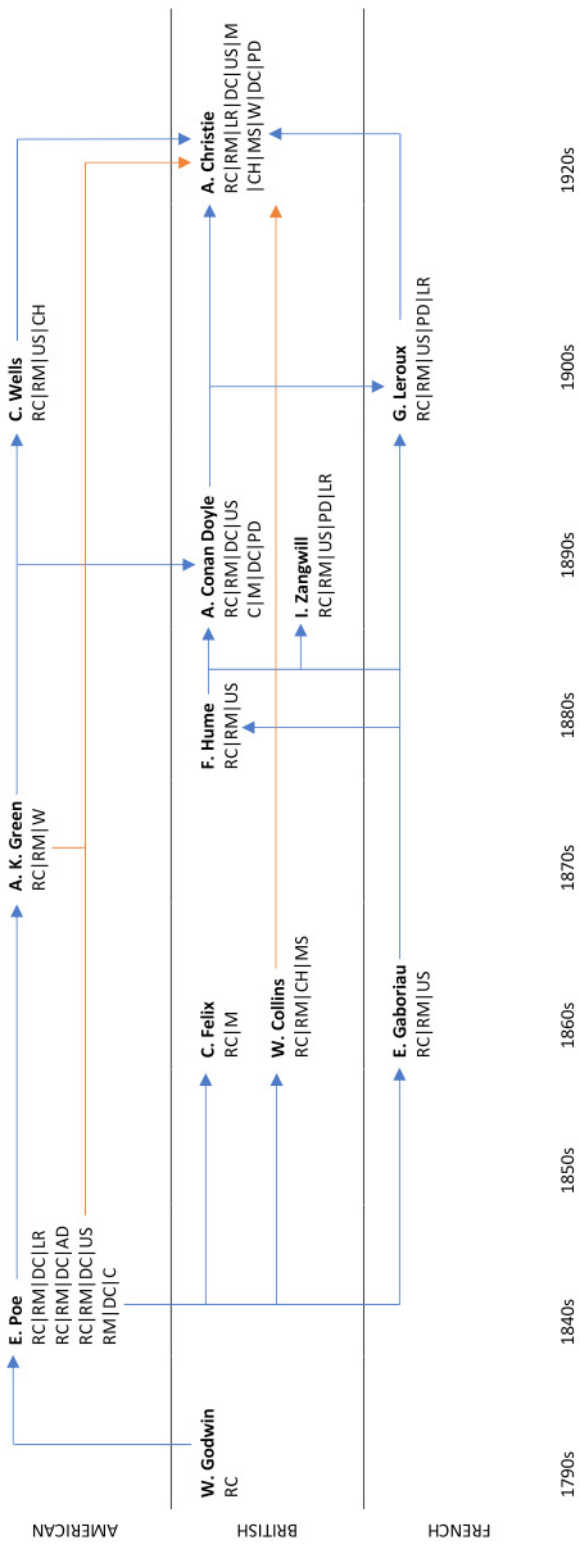 AMERICAN
E. Poe
RC|RM|DC|LR
RC|RM|DC|AD
RC|RM|DC|US
RM|DC|C
A. K. Green
RC|RM|W
C. Wells
RC|RM|US|CH
BRITISH
W. Godwin
RC
C. Felix
RC|M
W. Collins
RC|RM|CH|MS
F. Hume
RC|RM|US
A. Conan Doyle
RC|RM|DC|US
C|M|DC|PD
I. Zangwill
RC|RM|US|PD|LR
A. Christie
RC|RM|LR|DC|US|M
|CH|MS|W|DC|PD
FRENCH
E. Gaboriau
RC|RM|US
G. Leroux
RC|RM|US|PD|LR
1790s
1840s
1850s
1860s
1870s
1880s
1890s
1900s
1920s